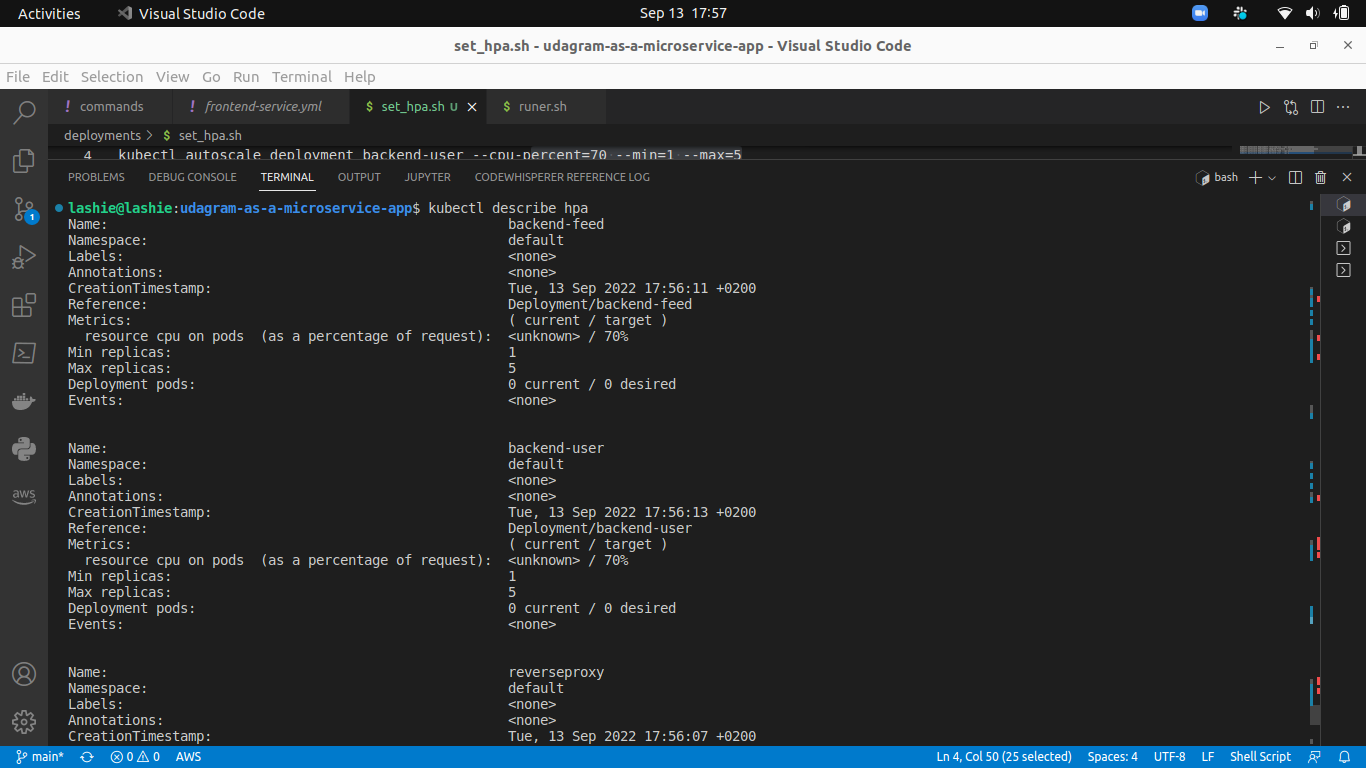 Activities Visual Studio Code Sep 13 17:57
set_hpa.sh - udagram-as-a-microservice-app - Visual Studio Code
File Edit Selection View Go Run Terminal Help
! commands ! frontend-service.yml $ set_hpa.sh U $ runer.sh
deployments > $ set_hpa.sh
4 kubectl autoscale deployment backend-user --cpu-percent=70 --min=1 --max=5
PROBLEMS DEBUG CONSOLE TERMINAL OUTPUT JUPYTER CODEWHISPERER REFERENCE LOG bash
lashie@lashie:udagram-as-a-microservice-app$ kubectl describe hpa
Name: backend-feed
Namespace: default
Labels: <none>
Annotations: <none>
CreationTimestamp: Tue, 13 Sep 2022 17:56:11 +0200
Reference: Deployment/backend-feed
Metrics: ( current / target )
resource cpu on pods (as a percentage of request): <unknown> / 70%
Min replicas: 1
Max replicas: 5
Deployment pods: 0 current / 0 desired
Events: <none>
Name: backend-user
Namespace: default
Labels: <none>
Annotations: <none>
CreationTimestamp: Tue, 13 Sep 2022 17:56:13 +0200
Reference: Deployment/backend-user
Metrics: ( current / target )
resource cpu on pods (as a percentage of request): <unknown> / 70%
Min replicas: 1
Max replicas: 5
Deployment pods: 0 current / 0 desired
Events: <none>
Name: reverseproxy
Namespace: default
Labels: <none>
Annotations: <none>
CreationTimestamp: Tue, 13 Sep 2022 17:56:07 +0200
1
aws
main* 0 0 AWS Ln 4, Col 50 (25 selected) Spaces: 4 UTF-8 LF Shell Script